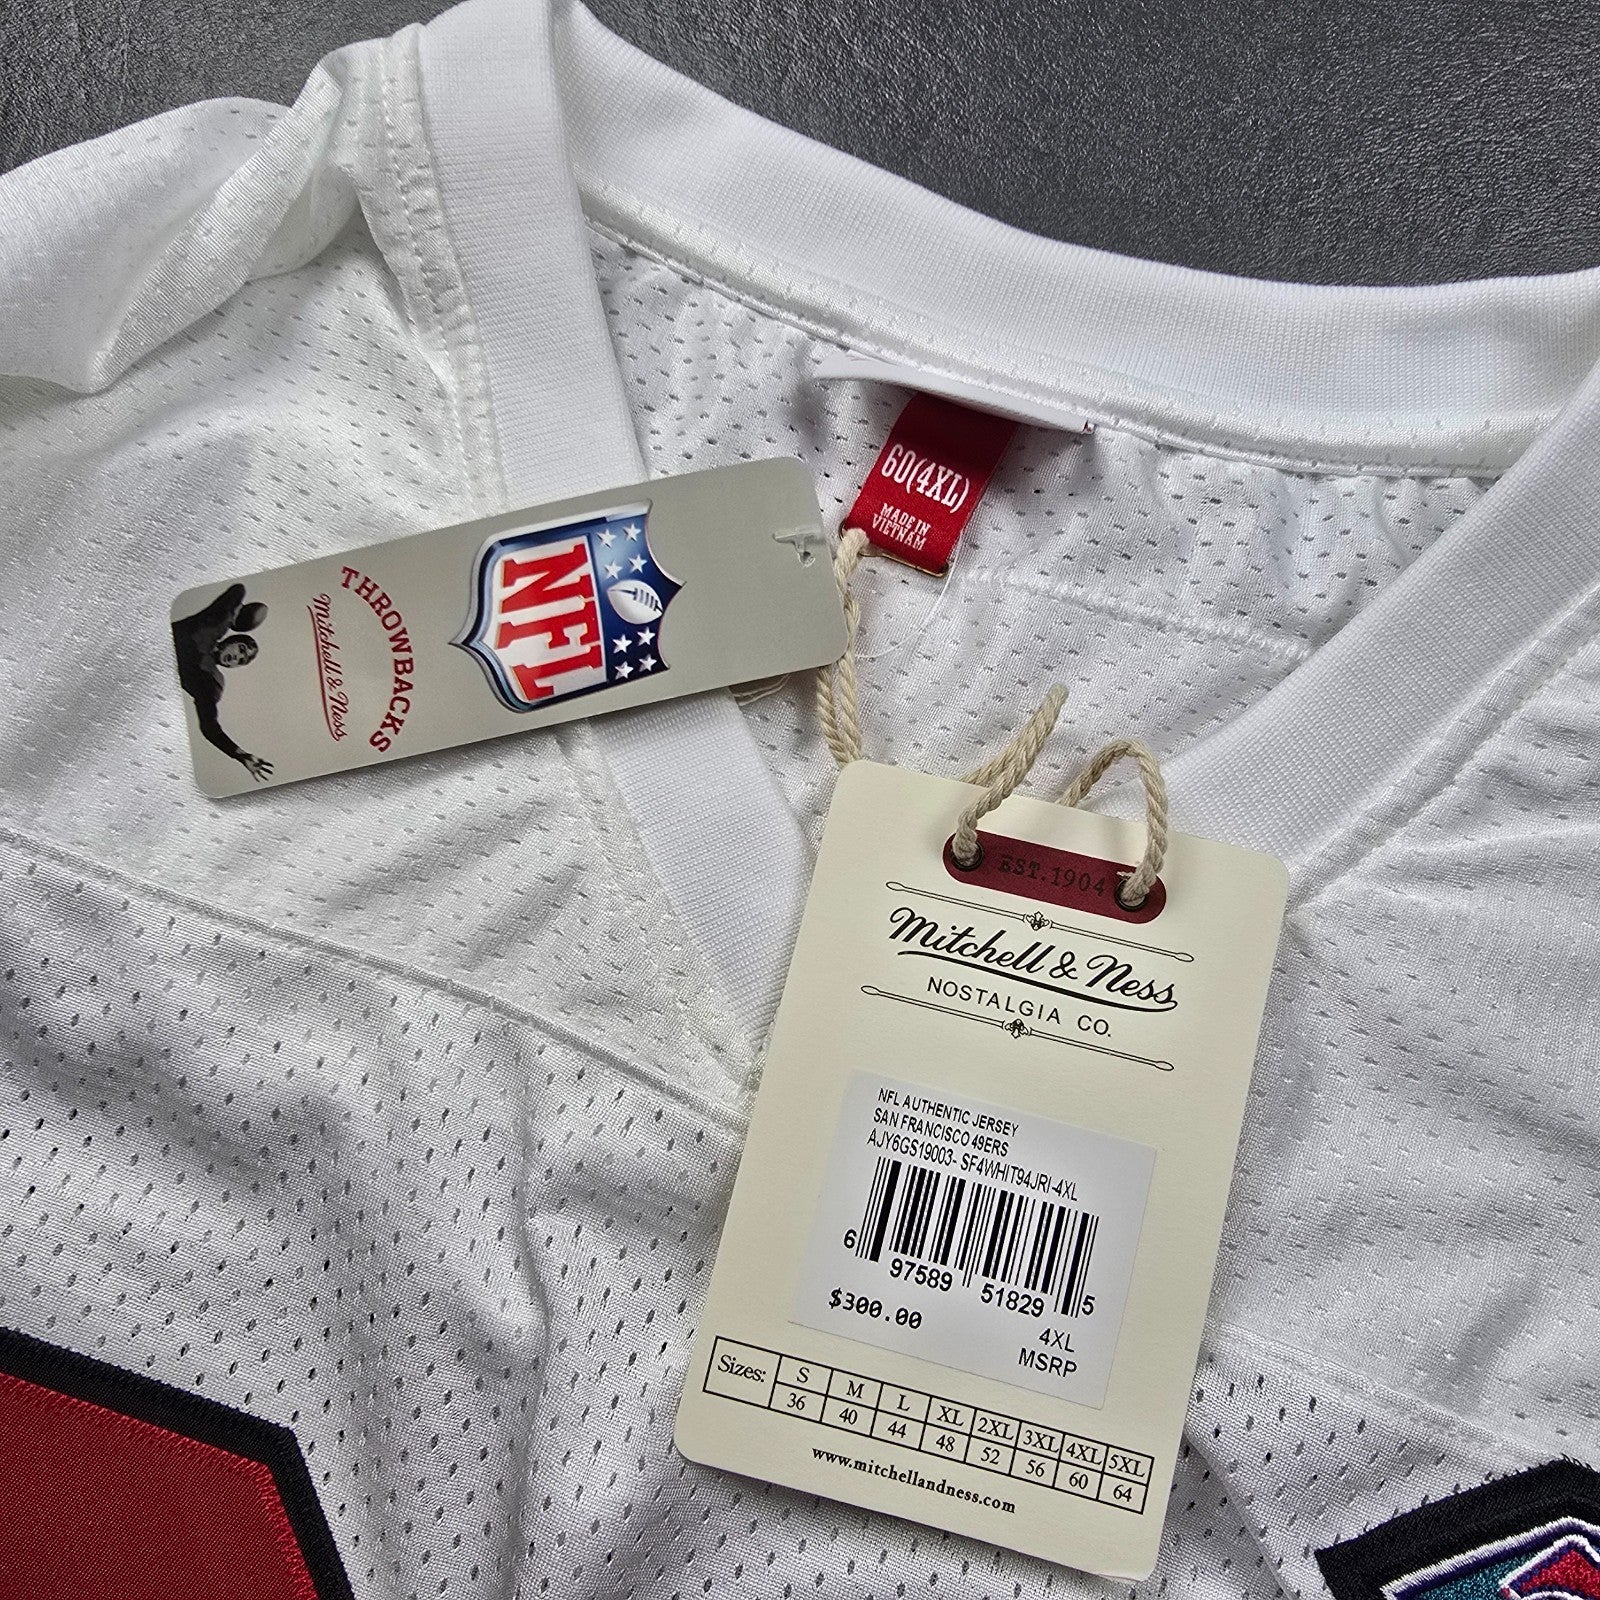 60(4XL)
MADE IN
VIETNAM
THROWBACKS
Mitchell & Ness
NFL
EST.1904
Mitchell & Ness
NOSTALGIA CO.
NFL AUTHENTIC JERSEY
SAN FRANCISCO 49ERS
AJY6GS19003- SF4WHIT94JRI-4XL
6 97589 51829 5
$300.00
4XL
MSRP
Sizes: S M L XL 2XL 3XL 4XL 5XL
36 40 44 48 52 56 60 64
www.mitchellandness.com